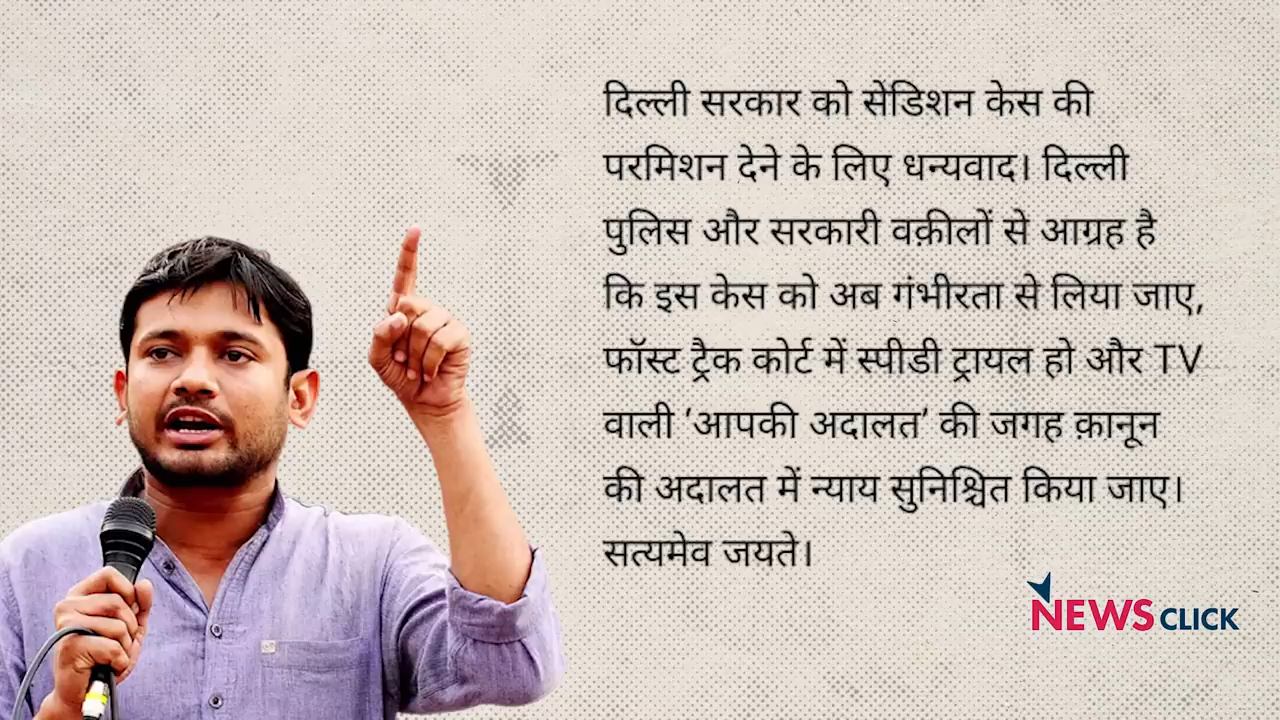 दिल्ली सरकार को सेडिशन केस की
परमिशन देने के लिए धन्यवाद। दिल्ली
पुलिस और सरकारी वक़ीलों से आग्रह है
कि इस केस को अब गंभीरता से लिया जाए,
फॉस्ट ट्रैक कोर्ट में स्पीडी ट्रायल हो और TV
वाली ‘आपकी अदालत’ की जगह क़ानून
की अदालत में न्याय सुनिश्चित किया जाए।
सत्यमेव जयते।
NEWS CLICK